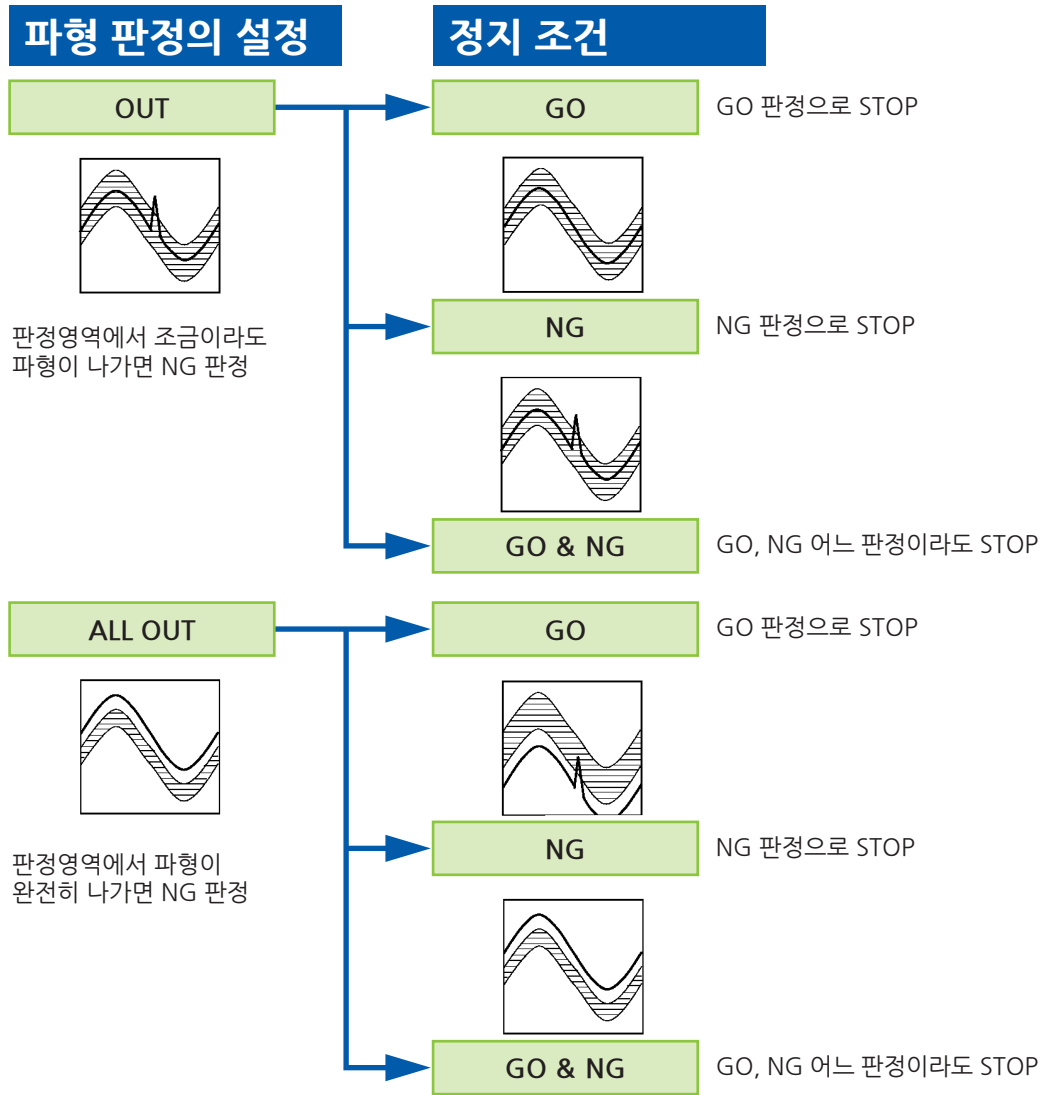 파형 판정의 설정
정지 조건
OUT
GO
GO 판정으로 STOP
판정영역에서 조금이라도
파형이 나가면 NG 판정
NG
NG 판정으로 STOP
GO & NG
GO, NG 어느 판정이라도 STOP
ALL OUT
GO
GO 판정으로 STOP
판정영역에서 파형이
완전히 나가면 NG 판정
NG
NG 판정으로 STOP
GO & NG
GO, NG 어느 판정이라도 STOP